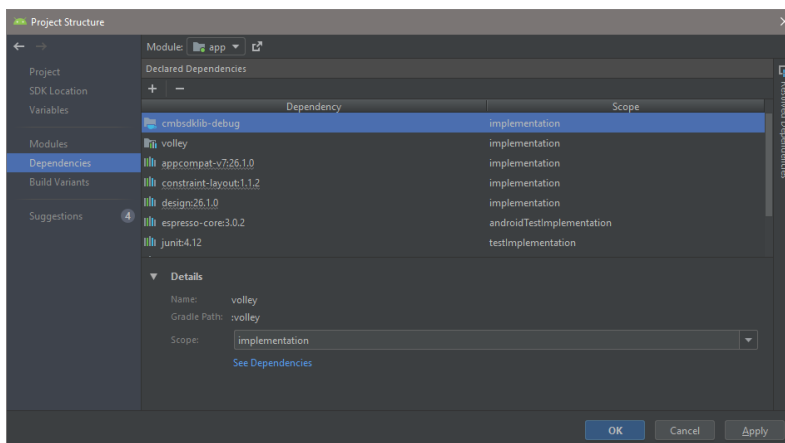 Project Structure
Module: app
Project
SDK Location
Variables
Modules
Dependencies
Build Variants
Suggestions 4
Declared Dependencies
Dependency Scope
cmbsdklib-debug implementation
volley implementation
appcompat-v7:26.1.0 implementation
constraint-layout:1.1.2 implementation
design:26.1.0 implementation
espresso-core:3.0.2 androidTestImplementation
junit:4.12 testImplementation
Details
Name: volley
Gradle Path: :volley
Scope: implementation
See Dependencies
Resolved Dependencies
OK Cancel Apply